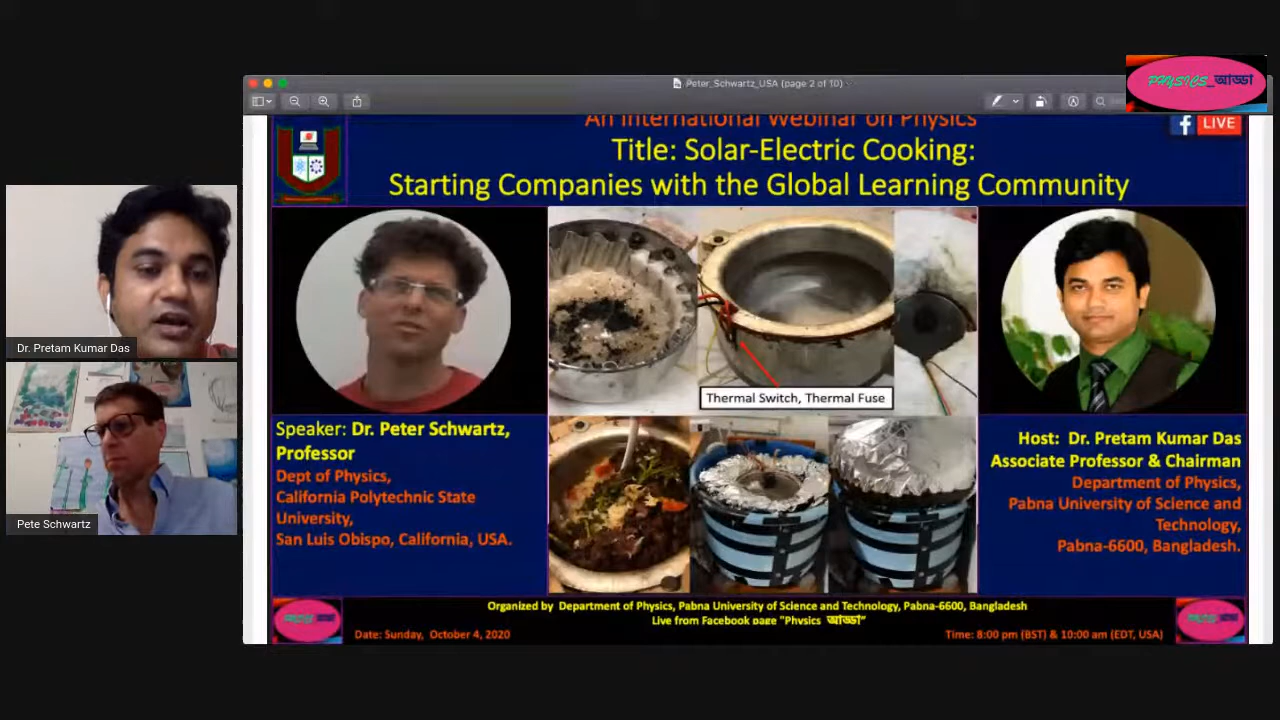 Peter_Schwartz_USA (page 2 of 10)
PHYSICS_আড্ডা
An International Webinar on Physics
LIVE
Title: Solar-Electric Cooking:
Starting Companies with the Global Learning Community
Dr. Pretam Kumar Das
Pete Schwartz
Thermal Switch, Thermal Fuse
Speaker: Dr. Peter Schwartz,
Professor
Dept of Physics,
California Polytechnic State
University,
San Luis Obispo, California, USA.
Host: Dr. Pretam Kumar Das
Associate Professor & Chairman
Department of Physics,
Pabna University of Science and
Technology,
Pabna-6600, Bangladesh.
Organized by Department of Physics, Pabna University of Science and Technology, Pabna-6600, Bangladesh
Live from Facebook page "Physics আড্ডা"
Date: Sunday, October 4, 2020
Time: 8:00 pm (BST) & 10:00 am (EDT, USA)